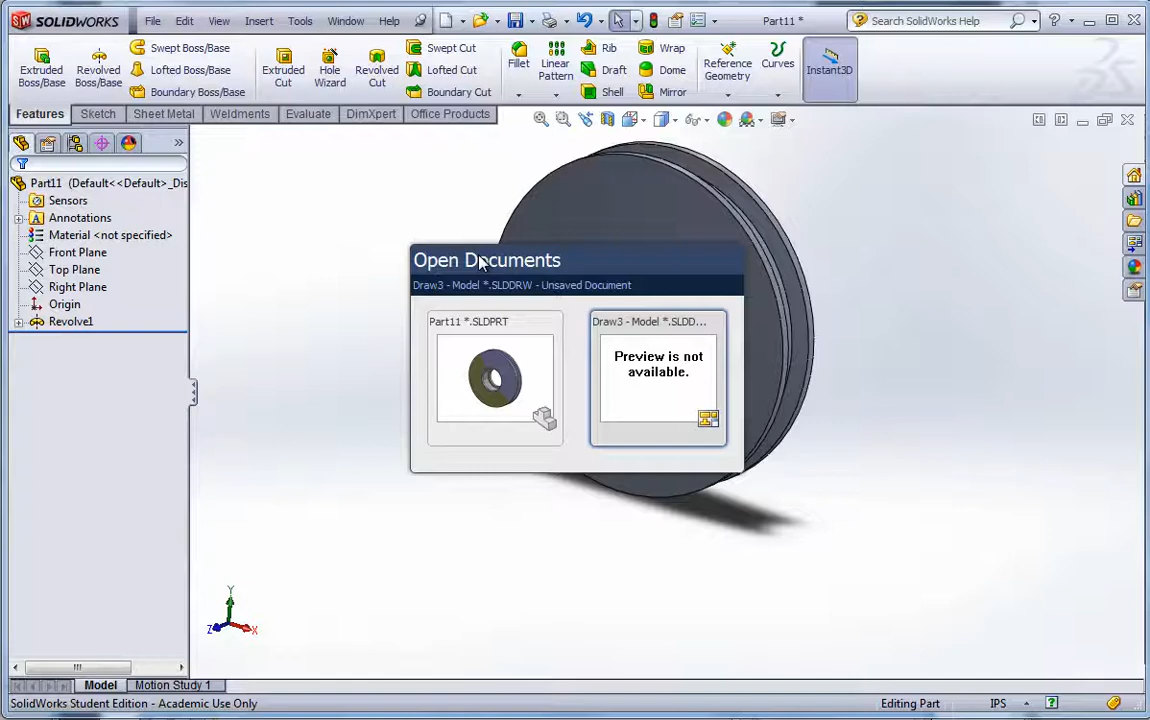 SOLIDWORKS File Edit View Insert Tools Window Help Part11 * Search SolidWorks Help
Extruded Boss/Base
Revolved Boss/Base
Swept Boss/Base
Lofted Boss/Base
Boundary Boss/Base
Extruded Cut
Hole Wizard
Revolved Cut
Swept Cut
Lofted Cut
Boundary Cut
Fillet
Linear Pattern
Rib
Draft
Shell
Wrap
Dome
Mirror
Reference Geometry
Curves
Instant3D
Features Sketch Sheet Metal Weldments Evaluate DimXpert Office Products
Part11 (Default<<Default>_Dis
Sensors
Annotations
Material <not specified>
Front Plane
Top Plane
Right Plane
Origin
Revolve1
Open Documents
Draw3 - Model *.SLDDRW - Unsaved Document
Part11 *.SLDPRT
Draw3 - Model *.SLDD...
Preview is not
available.
Y
Z
X
Model Motion Study 1
SolidWorks Student Edition - Academic Use Only Editing Part IPS